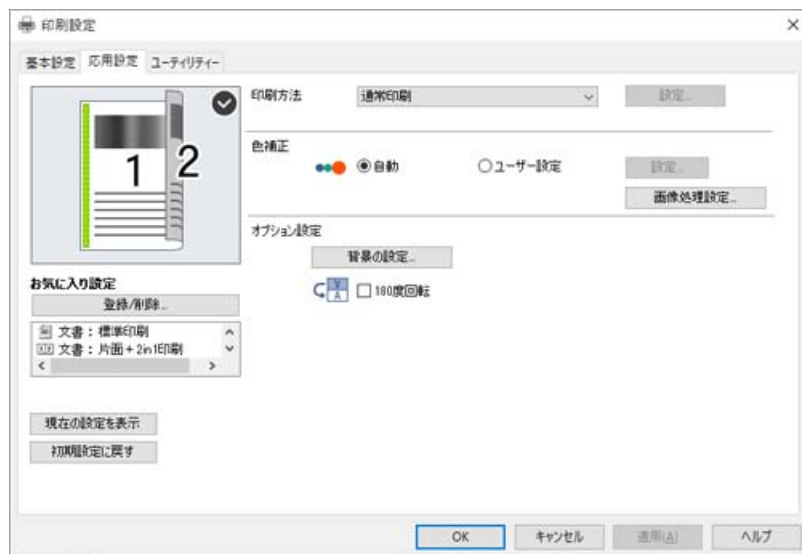 印刷設定
基本設定 応用設定 ユーティリティー
印刷方法 通常印刷 設定...
1 2
色補正
自動 ユーザー設定 設定...
画像処理設定...
オプション設定
背景の設定...
180度回転
お気に入り設定
登録/削除...
文書：標準印刷
文書：片面＋2in1印刷
現在の設定を表示
初期設定に戻す
OK キャンセル 適用(A) ヘルプ